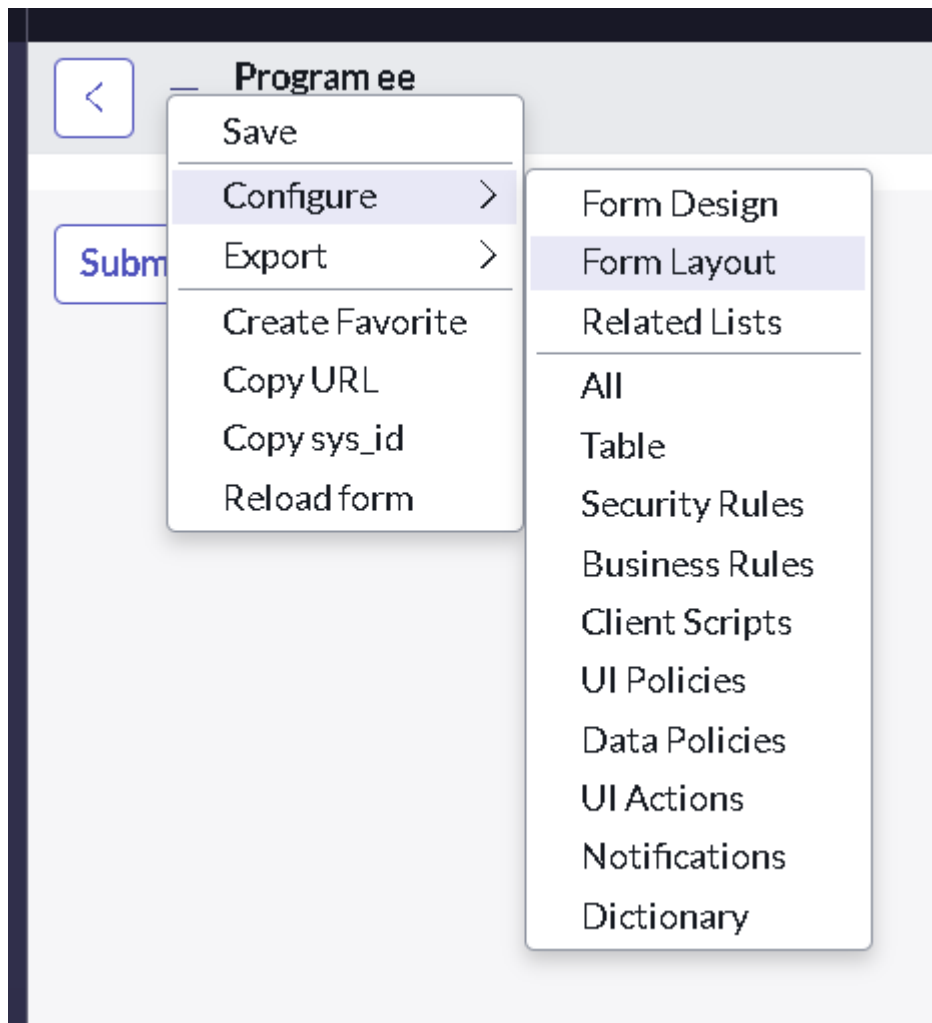 Program ee
Save
Configure
Export
Create Favorite
Copy URL
Copy sys_id
Reload form
Subm
Form Design
Form Layout
Related Lists
All
Table
Security Rules
Business Rules
Client Scripts
UI Policies
Data Policies
UI Actions
Notifications
Dictionary